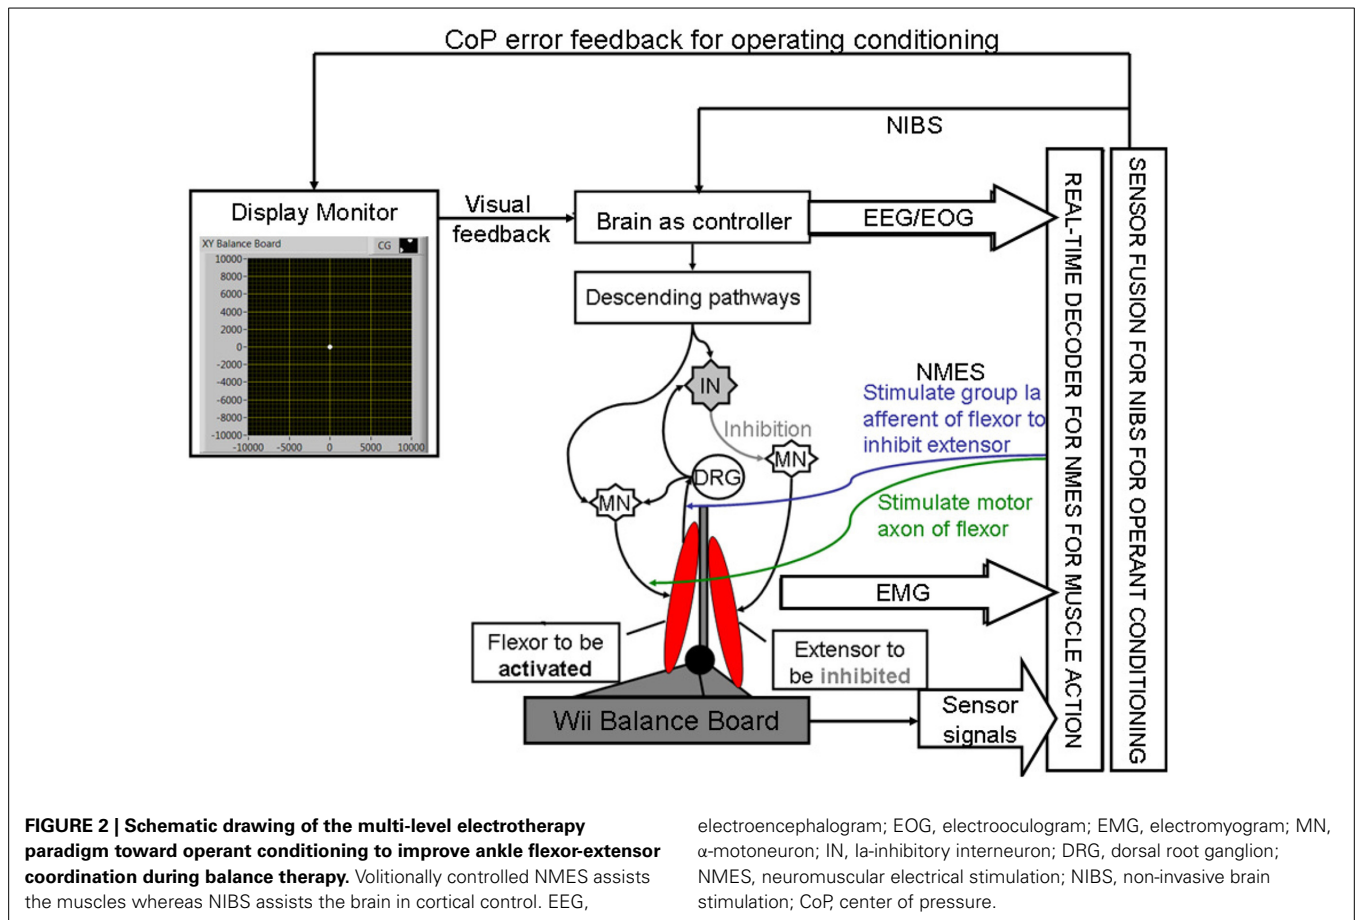 CoP error feedback for operating conditioning
NIBS
Display Monitor
XY Balance Board
CG
10000
8000
6000
4000
2000
0
-2000
-4000
-6000
-8000
-10000
-10000
-5000
0
5000
10000
Visual
feedback
Brain as controller
EEG/EOG
Descending pathways
IN
Inhibition
MN
DRG
MN
NMES
Stimulate group Ia
afferent of flexor to
inhibit extensor
Stimulate motor
axon of flexor
EMG
Flexor to be
activated
Extensor to
be inhibited
Wii Balance Board
Sensor
signals
REAL-TIME DECODER FOR NMES FOR MUSCLE ACTION
SENSOR FUSION FOR NIBS FOR OPERANT CONDITIONING
FIGURE 2 | Schematic drawing of the multi-level electrotherapy
paradigm toward operant conditioning to improve ankle flexor-extensor
coordination during balance therapy. Volitionally controlled NMES assists
the muscles whereas NIBS assists the brain in cortical control. EEG,
electroencephalogram; EOG, electrooculogram; EMG, electromyogram; MN,
α-motoneuron; IN, Ia-inhibitory interneuron; DRG, dorsal root ganglion;
NMES, neuromuscular electrical stimulation; NIBS, non-invasive brain
stimulation; CoP, center of pressure.